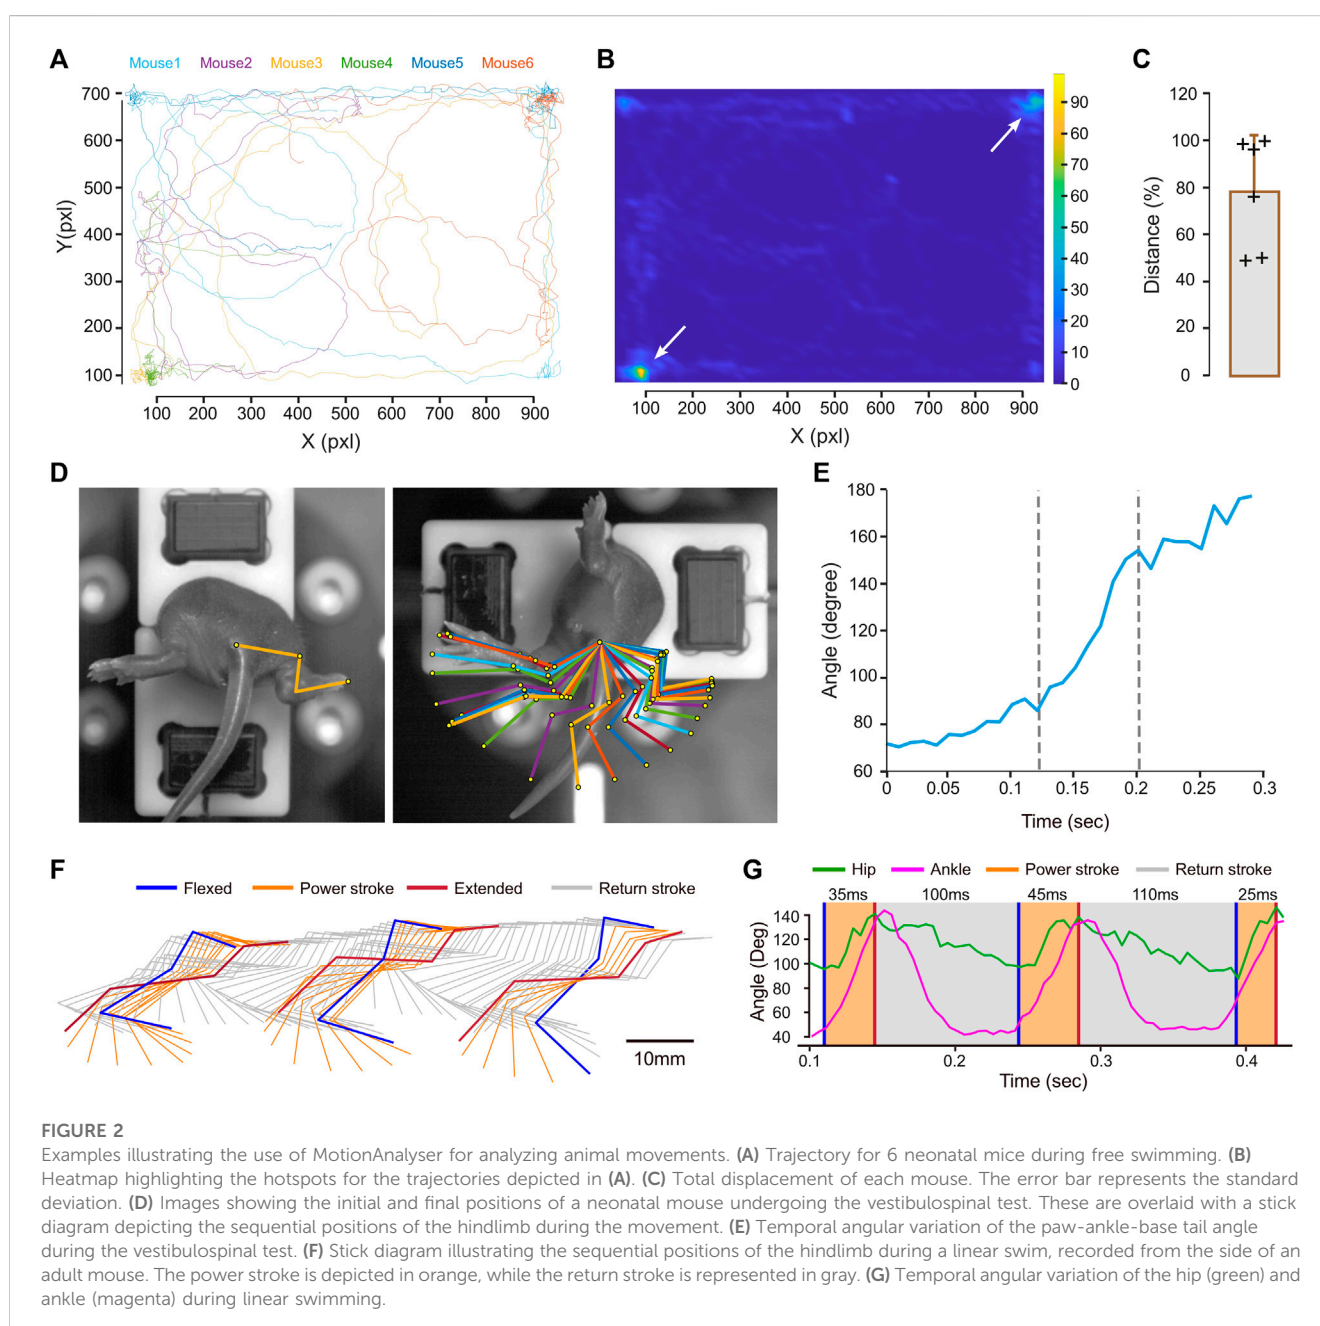 A
Mouse1 Mouse2 Mouse3 Mouse4 Mouse5 Mouse6
700
600
500
400
300
200
100
Y(pxl)
100 200 300 400 500 600 700 800 900
X (pxl)
B
90
80
70
60
50
40
30
20
10
0
100 200 300 400 500 600 700 800 900
X (pxl)
C
120
100
80
60
40
20
0
Distance (%)
D
E
180
160
140
120
100
80
60
Angle (degree)
0 0.05 0.1 0.15 0.2 0.25 0.3
Time (sec)
F
Flexed Power stroke Extended Return stroke
10mm
G
Hip Ankle Power stroke Return stroke
35ms 100ms 45ms 110ms 25ms
140
120
100
80
60
40
Angle (Deg)
0.1 0.2 0.3 0.4
Time (sec)
FIGURE 2
Examples illustrating the use of MotionAnalyser for analyzing animal movements. (A) Trajectory for 6 neonatal mice during free swimming. (B)
Heatmap highlighting the hotspots for the trajectories depicted in (A). (C) Total displacement of each mouse. The error bar represents the standard
deviation. (D) Images showing the initial and final positions of a neonatal mouse undergoing the vestibulospinal test. These are overlaid with a stick
diagram depicting the sequential positions of the hindlimb during the movement. (E) Temporal angular variation of the paw-ankle-base tail angle
during the vestibulospinal test. (F) Stick diagram illustrating the sequential positions of the hindlimb during a linear swim, recorded from the side of an
adult mouse. The power stroke is depicted in orange, while the return stroke is represented in gray. (G) Temporal angular variation of the hip (green) and
ankle (magenta) during linear swimming.